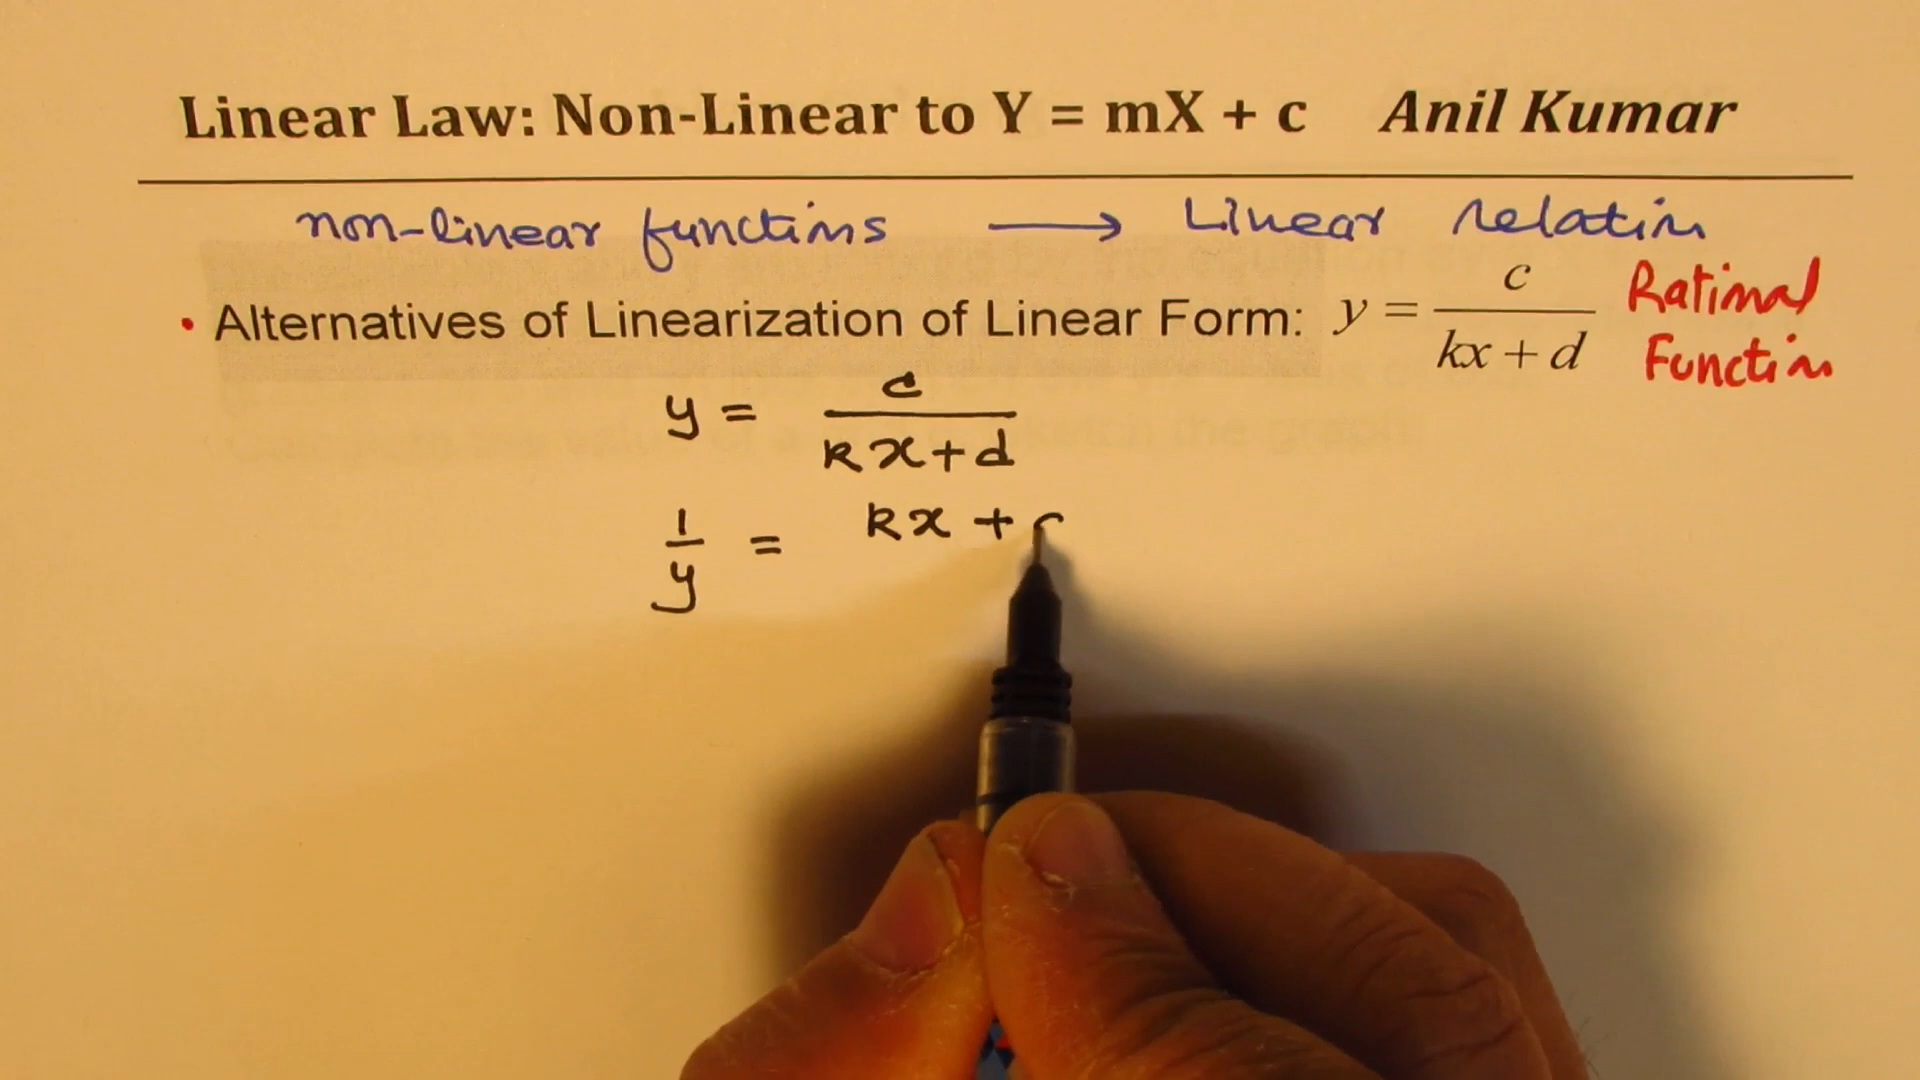 Linear Law: Non-Linear to Y = mX + c Anil Kumar
non-linear functions → Linear relation
• Alternatives of Linearization of Linear Form: y = c / (kx + d) Rational Function
y = c / (kx + d)
1/y = kx +